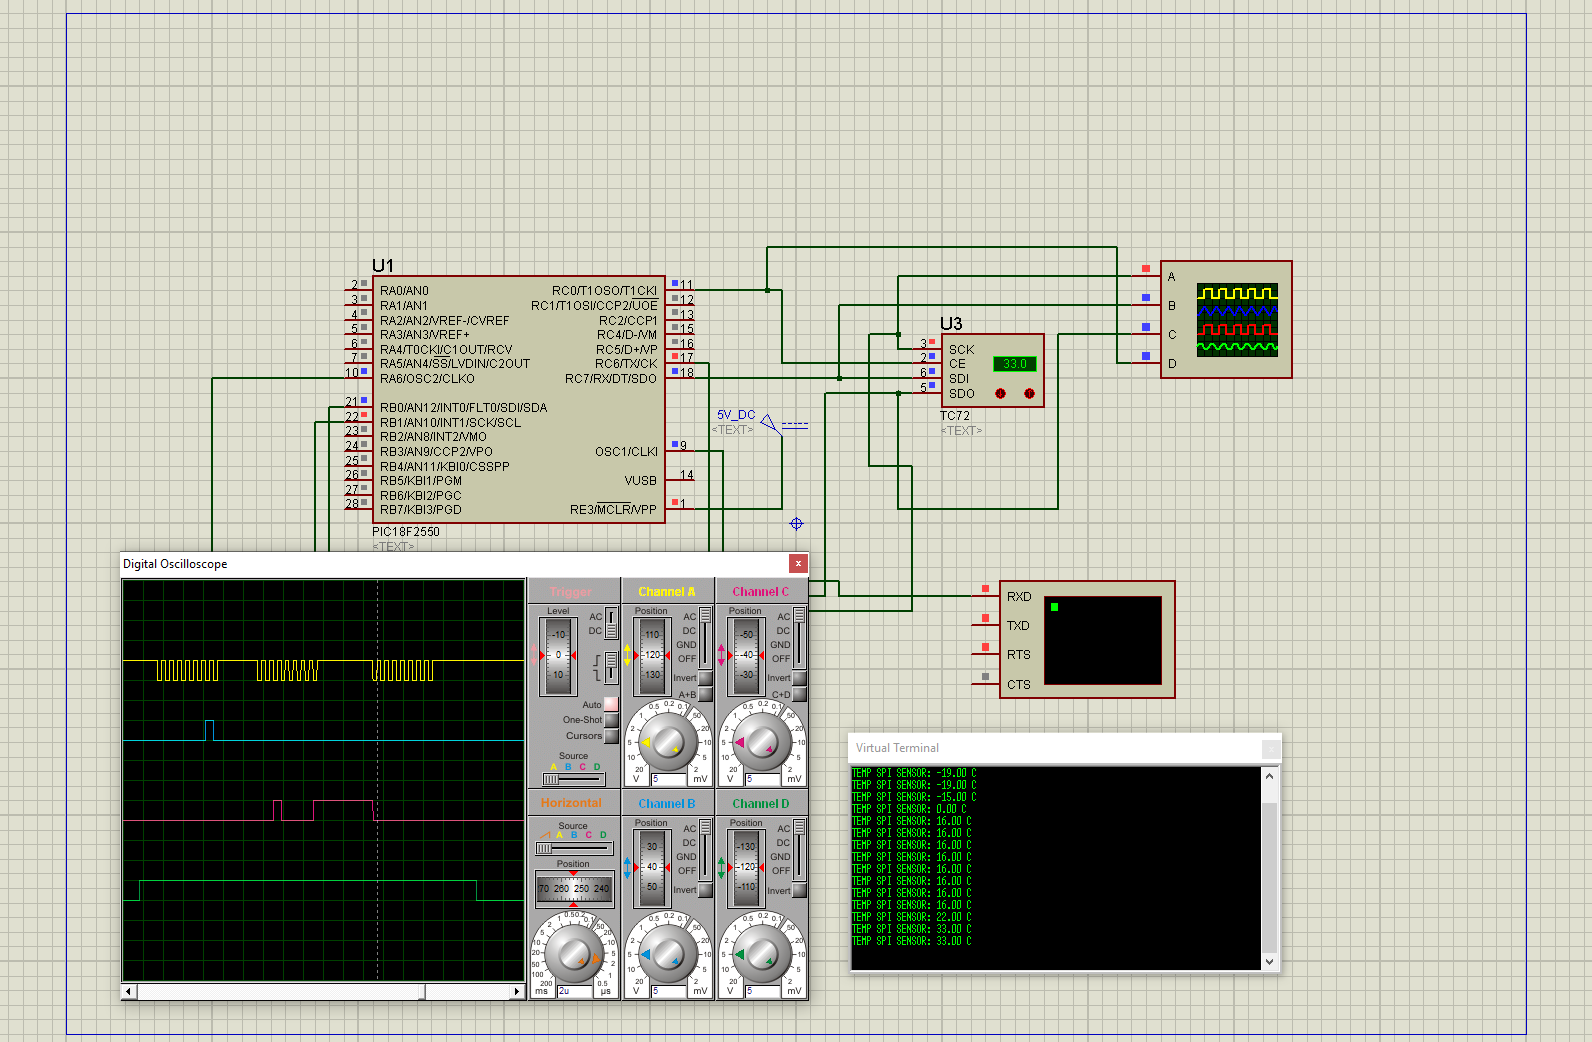 U1
2 RA0/AN0 RC0/T1OSO/T1CKI 11
3 RA1/AN1 RC1/T1OSI/CCP2/UOE 12
4 RA2/AN2/VREF-/CVREF RC2/CCP1 13
5 RA3/AN3/VREF+ RC4/D-/VM 15
6 RA4/T0CKI/C1OUT/RCV RC5/D+/VP 16
7 RA5/AN4/SS/LVDIN/C2OUT RC6/TX/CK 17
10 RA6/OSC2/CLKO RC7/RX/DT/SDO 18
21 RB0/AN12/INT0/FLT0/SDI/SDA
22 RB1/AN10/INT1/SCK/SCL
23 RB2/AN8/INT2/VMO
24 RB3/AN9/CCP2/VPO OSC1/CLKI 9
25 RB4/AN11/KBI0/CSSPP
26 RB5/KBI1/PGM VUSB 14
27 RB6/KBI2/PGC
28 RB7/KBI3/PGD RE3/MCLR/VPP 1
PIC18F2550
<TEXT>
5V_DC
<TEXT>
U3
3 SCK
2 CE
6 SDI
5 SDO
33.0
TC72
<TEXT>
A
B
C
D
RXD
TXD
RTS
CTS
Digital Oscilloscope
x
Trigger
Level
-10
0
10
AC
DC
Auto
One-Shot
Cursors
Source
A B C D
Channel A
Position
110
120
130
AC
DC
GND
OFF
Invert
A+B
20 10 5 2 1 0.5 0.2 0.1 50 20 10 5 2
V 5 mV
Channel C
Position
-50
-40
-30
AC
DC
GND
OFF
Invert
C+D
20 10 5 2 1 0.5 0.2 0.1 50 20 10 5 2
V 5 mV
Horizontal
Source
A B C D
Position
70 260 250 240
200 100 50 20 10 5 2 1 0.5 0.2 0.1 50 20 10 5 2 1 0.5
ms 2u µs
Channel B
Position
30
40
50
AC
DC
GND
OFF
Invert
20 10 5 2 1 0.5 0.2 0.1 50 20 10 5 2
V 5 mV
Channel D
Position
-130
-120
-110
AC
DC
GND
OFF
Invert
20 10 5 2 1 0.5 0.2 0.1 50 20 10 5 2
V 5 mV
Virtual Terminal
TEMP SPI SENSOR: -19.00 C
TEMP SPI SENSOR: -19.00 C
TEMP SPI SENSOR: -15.00 C
TEMP SPI SENSOR: 0.00 C
TEMP SPI SENSOR: 16.00 C
TEMP SPI SENSOR: 16.00 C
TEMP SPI SENSOR: 16.00 C
TEMP SPI SENSOR: 16.00 C
TEMP SPI SENSOR: 16.00 C
TEMP SPI SENSOR: 16.00 C
TEMP SPI SENSOR: 16.00 C
TEMP SPI SENSOR: 16.00 C
TEMP SPI SENSOR: 22.00 C
TEMP SPI SENSOR: 33.00 C
TEMP SPI SENSOR: 33.00 C